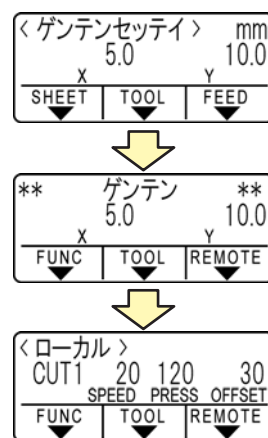 < ゲンテンセッテイ > mm
5.0 10.0
X Y
SHEET TOOL FEED
** ゲンテン **
5.0 10.0
X Y
FUNC TOOL REMOTE
< ローカル >
CUT1 20 120 30
SPEED PRESS OFFSET
FUNC TOOL REMOTE